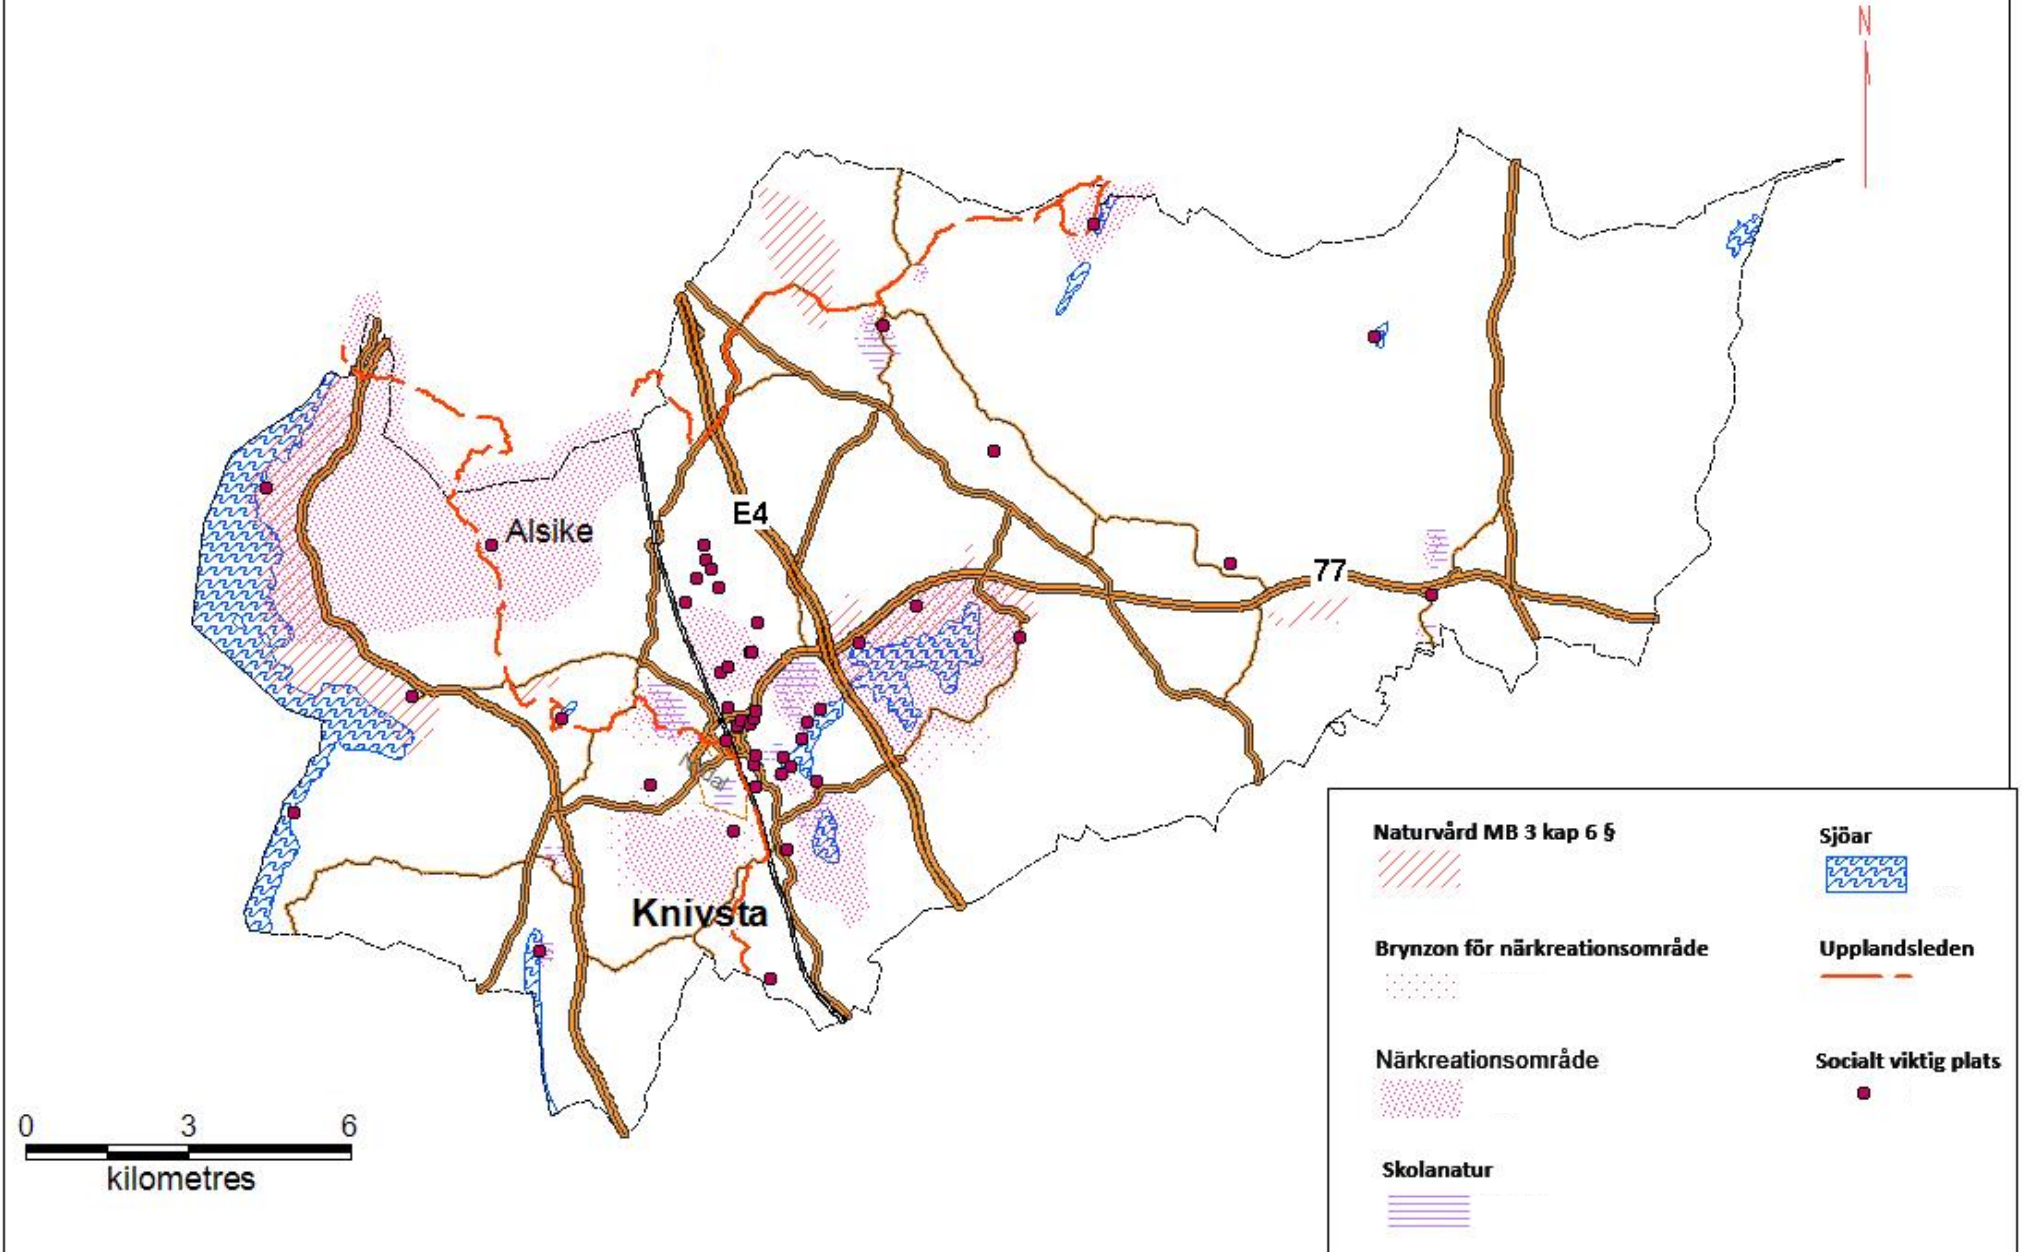 N
Alsike
E4
77
Knivsta
0 3 6
kilometres
Naturvård MB 3 kap 6 §
Sjöar
Brynzon för närkreationsområde
Upplandsleden
Närkreationsområde
Socialt viktig plats
Skolanatur